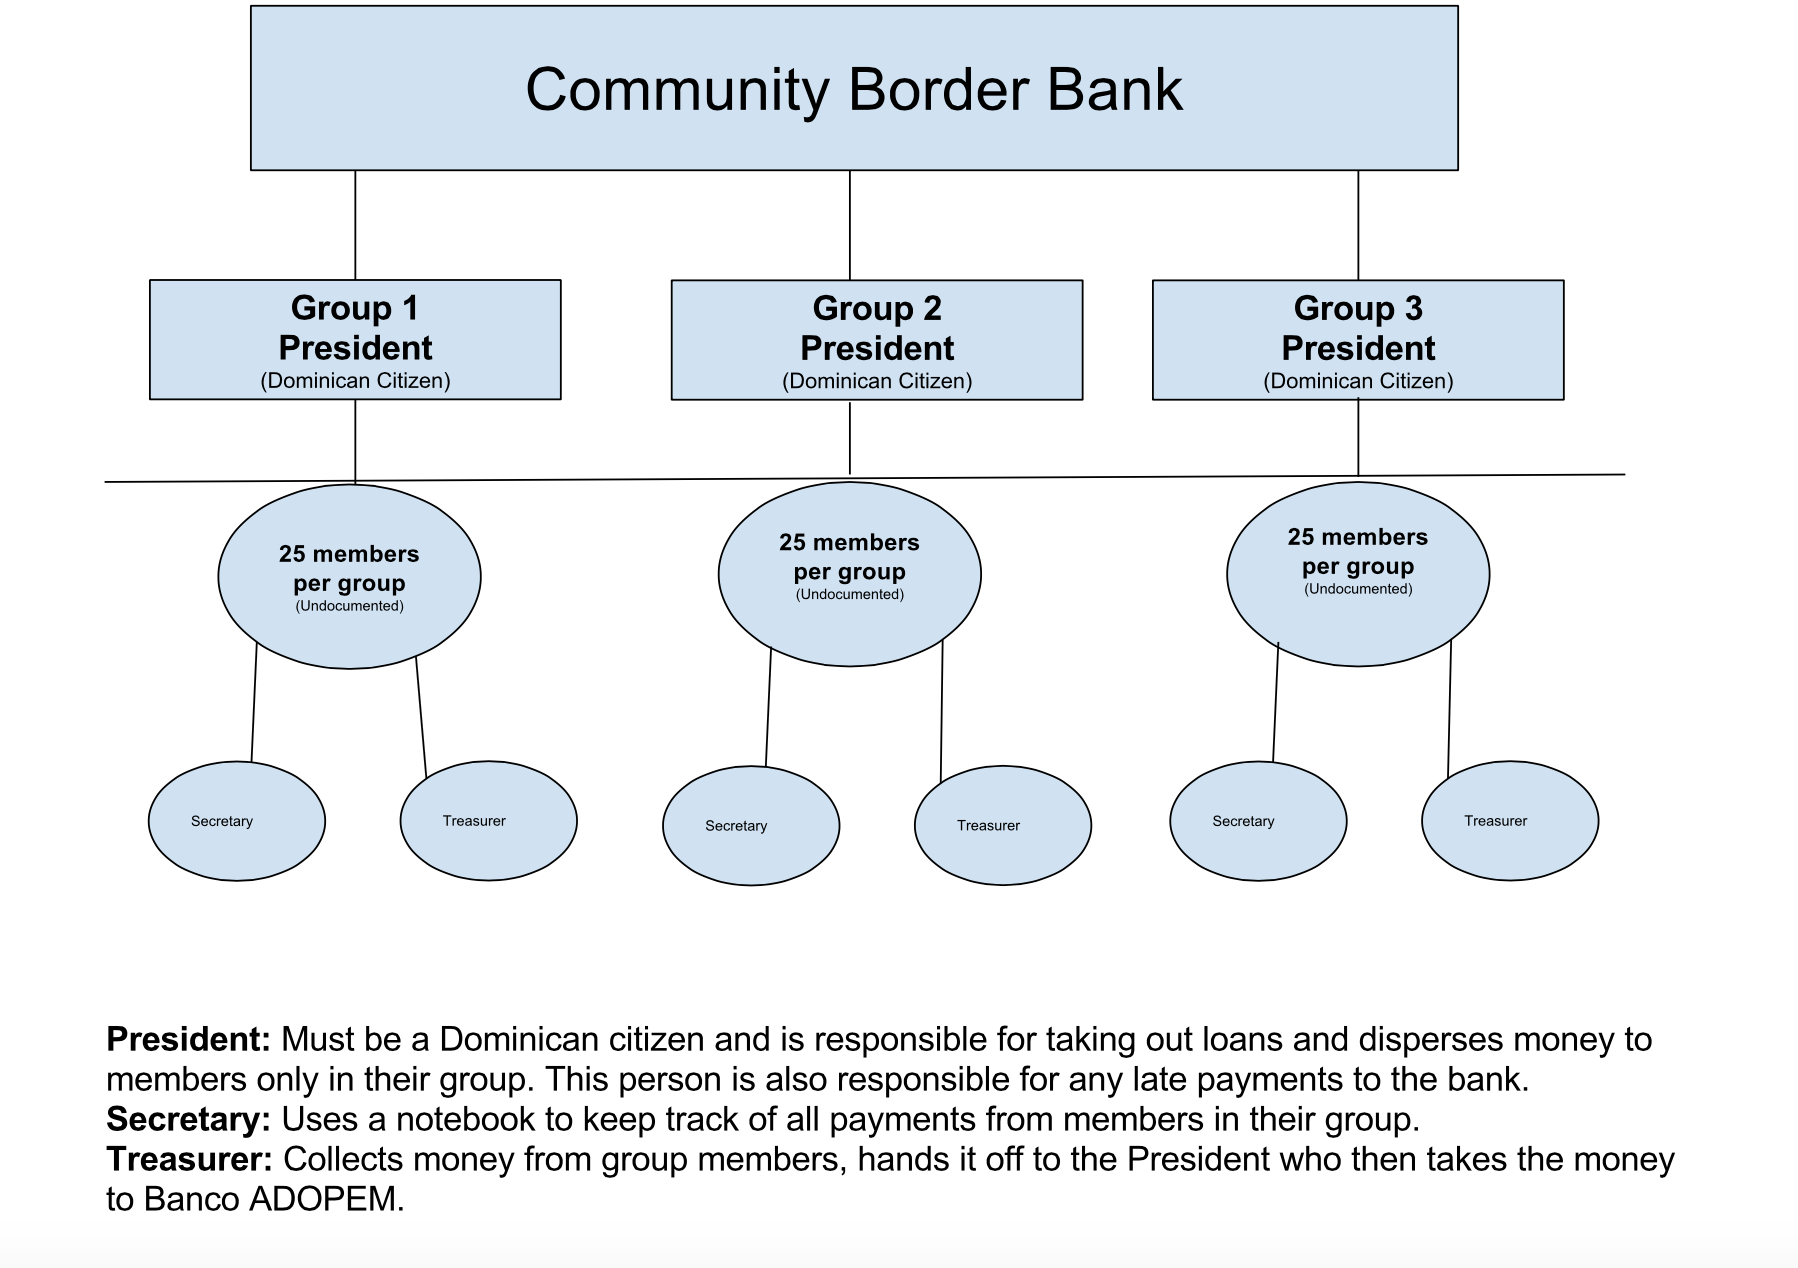 Community Border Bank
Group 1
President
(Dominican Citizen)
Group 2
President
(Dominican Citizen)
Group 3
President
(Dominican Citizen)
25 members
per group
(Undocumented)
25 members
per group
(Undocumented)
25 members
per group
(Undocumented)
Secretary
Treasurer
Secretary
Treasurer
Secretary
Treasurer
President: Must be a Dominican citizen and is responsible for taking out loans and disperses money to
members only in their group. This person is also responsible for any late payments to the bank.
Secretary: Uses a notebook to keep track of all payments from members in their group.
Treasurer: Collects money from group members, hands it off to the President who then takes the money
to Banco ADOPEM.